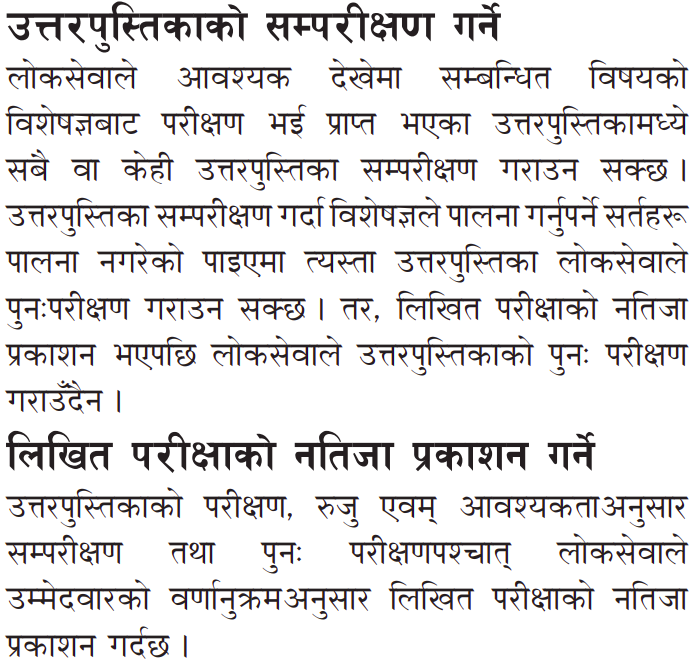 उत्तरपुस्तिकाको सम्परीक्षण गर्ने
लोकसेवाले आवश्यक देखेमा सम्बन्धित विषयको
विशेषज्ञबाट परीक्षण भई प्राप्त भएका उत्तरपुस्तिकामध्ये
सबै वा केही उत्तरपुस्तिका सम्परीक्षण गराउन सक्छ ।
उत्तरपुस्तिका सम्परीक्षण गर्दा विशेषज्ञले पालना गर्नुपर्ने सर्तहरू
पालना नगरेको पाइएमा त्यस्ता उत्तरपुस्तिका लोकसेवाले
पुनःपरीक्षण गराउन सक्छ । तर, लिखित परीक्षाको नतिजा
प्रकाशन भएपछि लोकसेवाले उत्तरपुस्तिकाको पुनः परीक्षण
गराउँदैन ।
लिखित परीक्षाको नतिजा प्रकाशन गर्ने
उत्तरपुस्तिकाको परीक्षण, रुजु एवम् आवश्यकताअनुसार
सम्परीक्षण तथा पुनः परीक्षणपश्चात् लोकसेवाले
उम्मेदवारको वर्णानुक्रमअनुसार लिखित परीक्षाको नतिजा
प्रकाशन गर्दछ ।